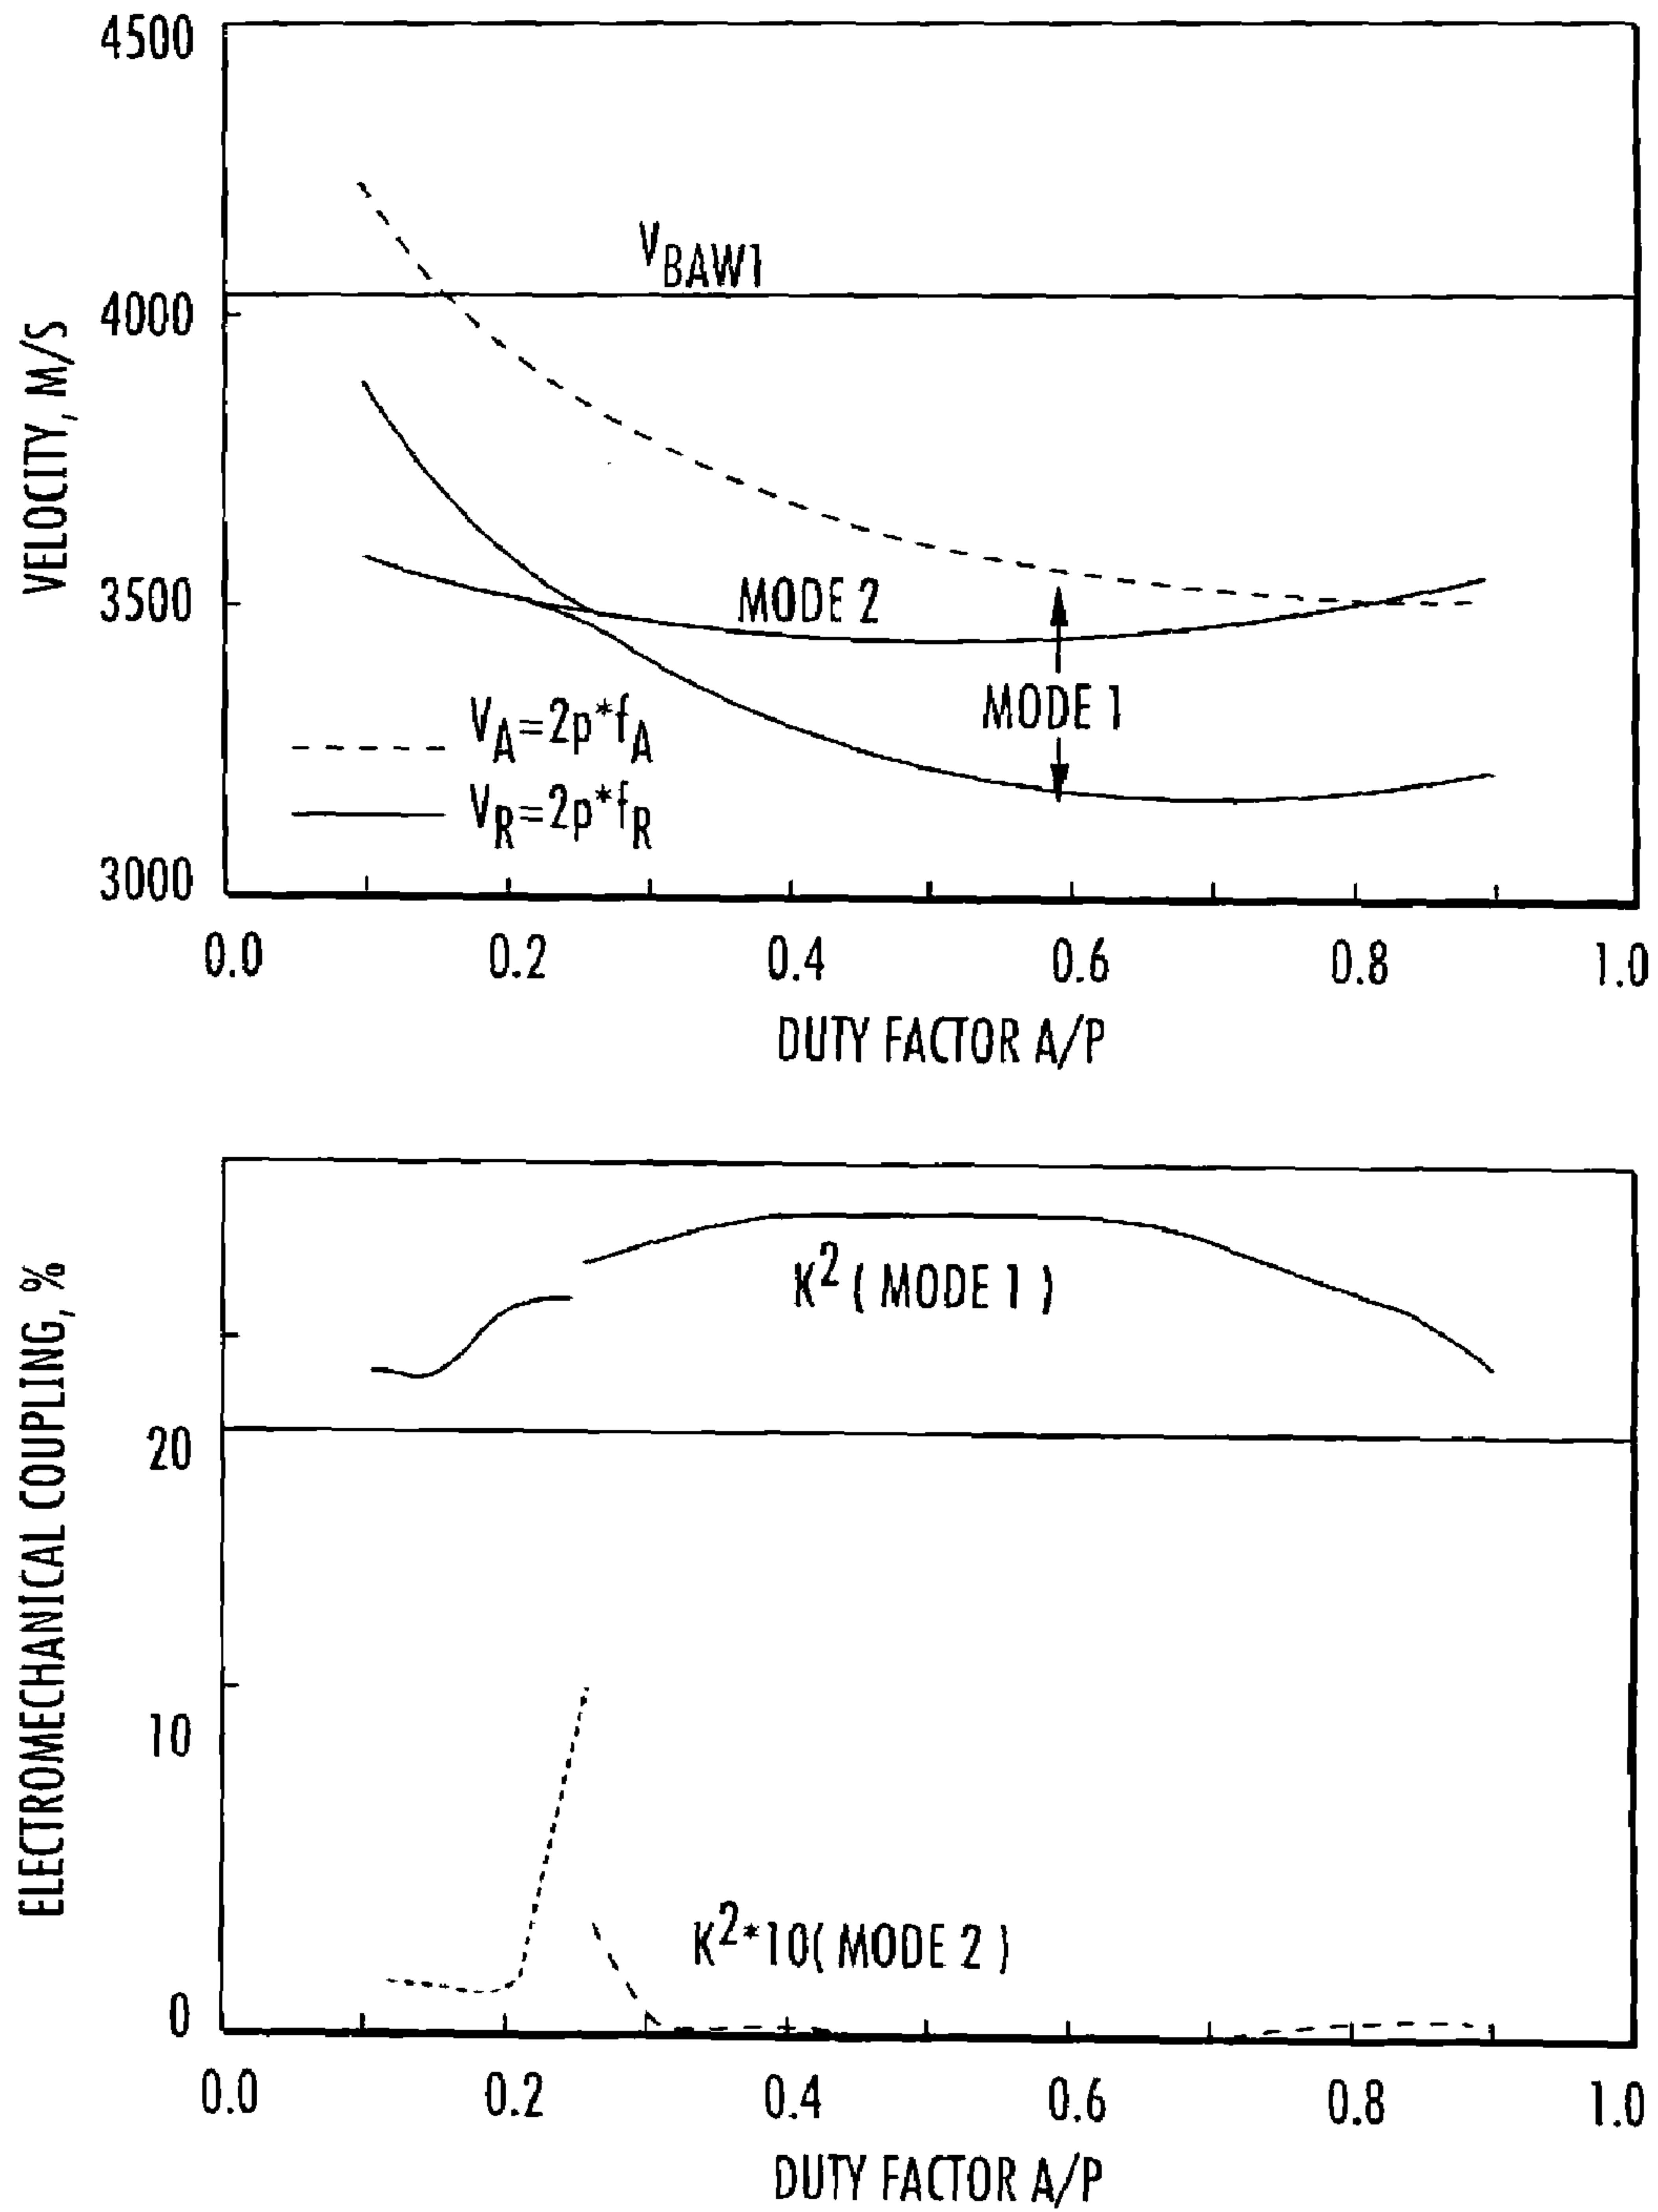 4500
V_BAW1
4000
VELOCITY, M/S
3500
MODE 2
MODE 1
V_A=2p*f_A
V_R=2p*f_R
3000
0.0 0.2 0.4 0.6 0.8 1.0
DUTY FACTOR A/P
K² ( MODE 1 )
ELECTROMECHANICAL COUPLING, %
20
10
K²*10( MODE 2 )
0
0.0 0.2 0.4 0.6 0.8 1.0
DUTY FACTOR A/P